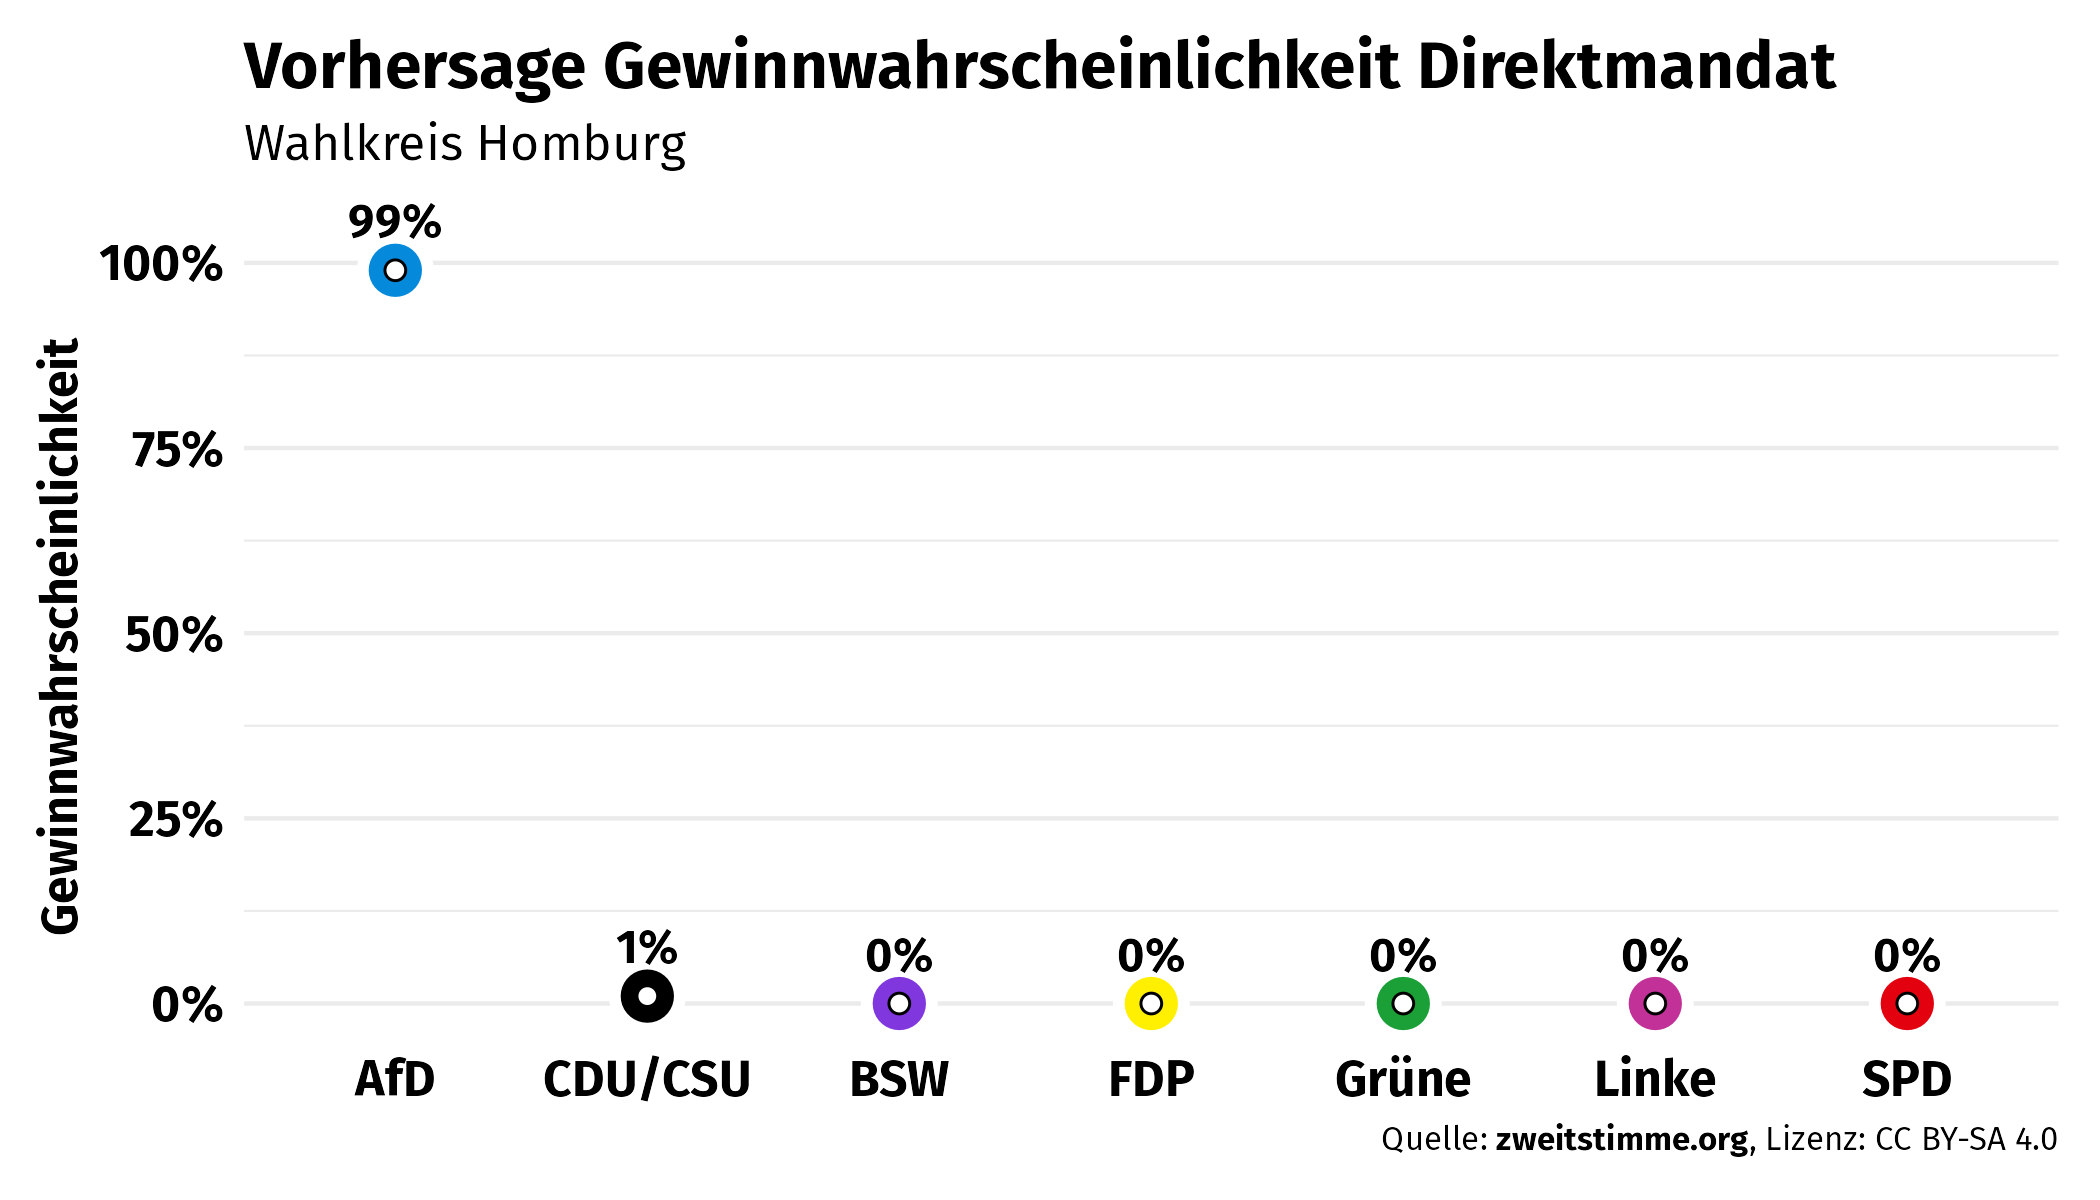 Vorhersage Gewinnwahrscheinlichkeit Direktmandat
Wahlkreis Homburg
Gewinnwahrscheinlichkeit
100%
75%
50%
25%
0%
99%
1%
0%
0%
0%
0%
0%
AfD
CDU/CSU
BSW
FDP
Grüne
Linke
SPD
Quelle: zweitstimme.org, Lizenz: CC BY-SA 4.0